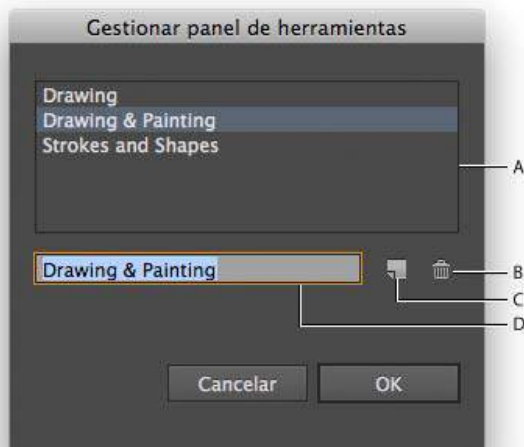 Gestionar panel de herramientas
Drawing
Drawing & Painting
Strokes and Shapes
A
Drawing & Painting
B
C
D
Cancelar
OK